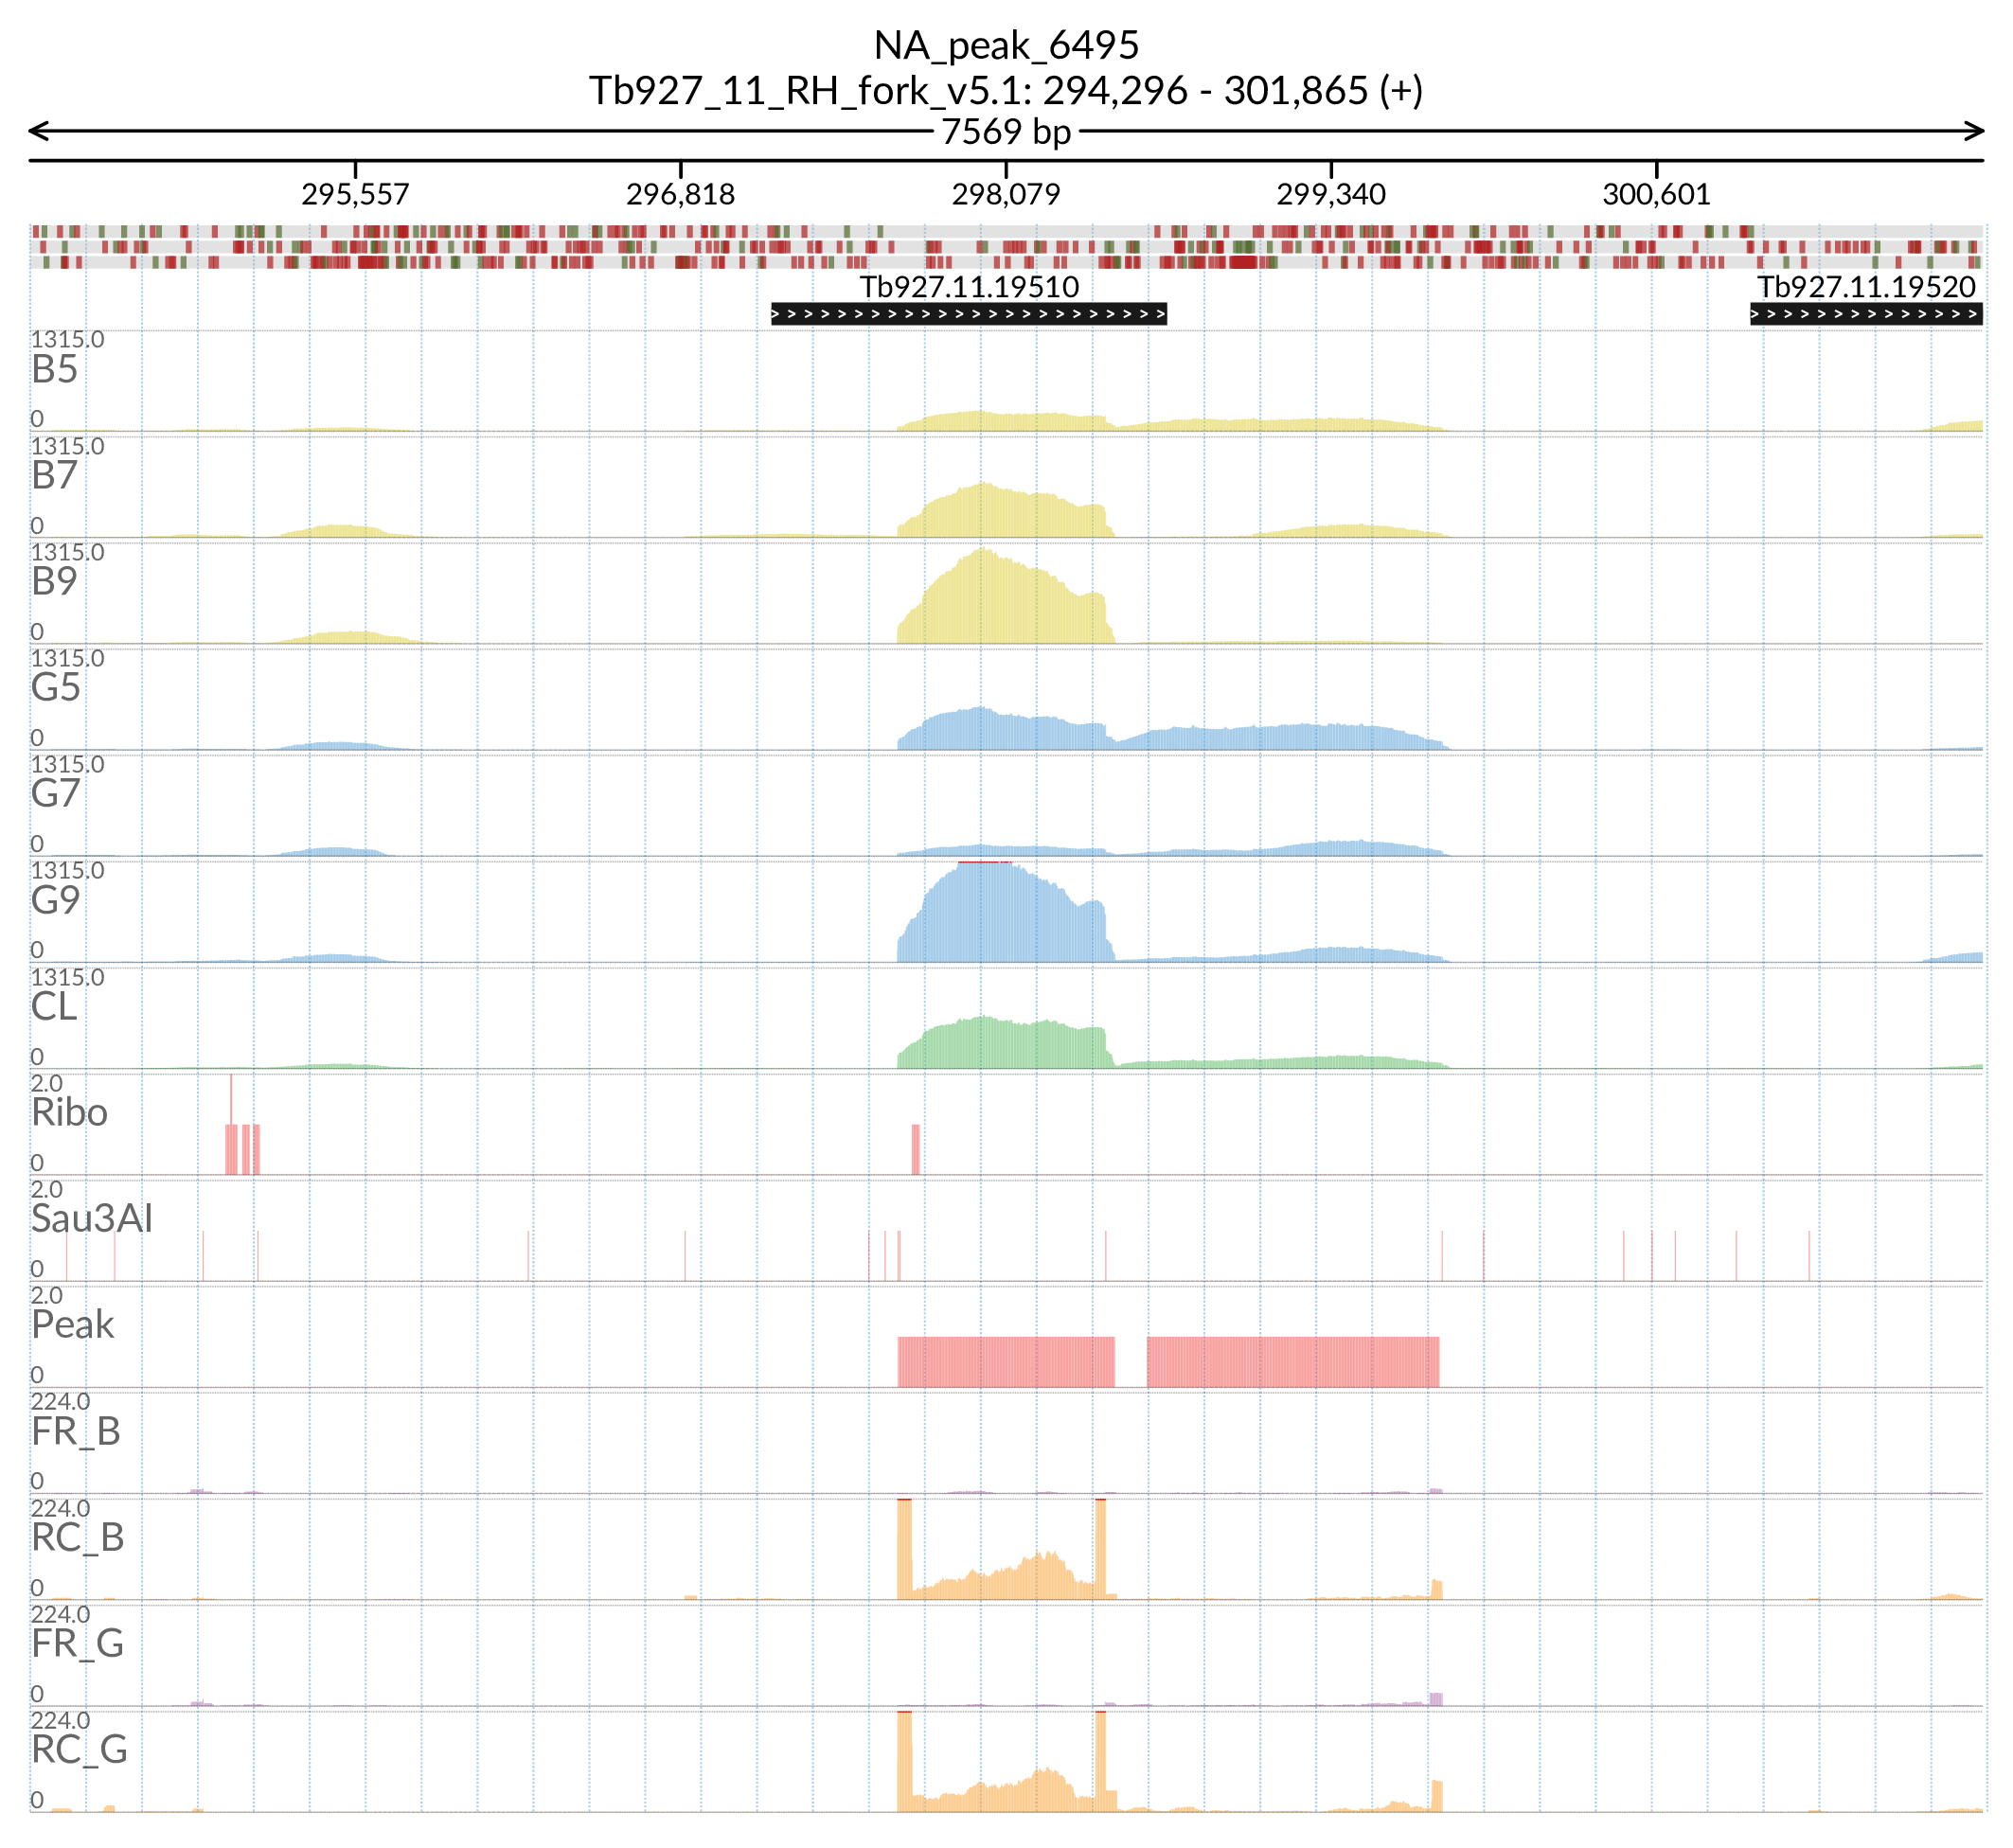 NA_peak_6495
Tb927_11_RH_fork_v5.1: 294,296 - 301,865 (+)
7569 bp
295,557 296,818 298,079 299,340 300,601
Tb927.11.19510 Tb927.11.19520
1315.0
B5
0
1315.0
B7
0
1315.0
B9
0
1315.0
G5
0
1315.0
G7
0
1315.0
G9
0
1315.0
CL
0
2.0
Ribo
0
2.0
Sau3AI
0
2.0
Peak
0
224.0
FR_B
0
224.0
RC_B
0
224.0
FR_G
0
224.0
RC_G
0